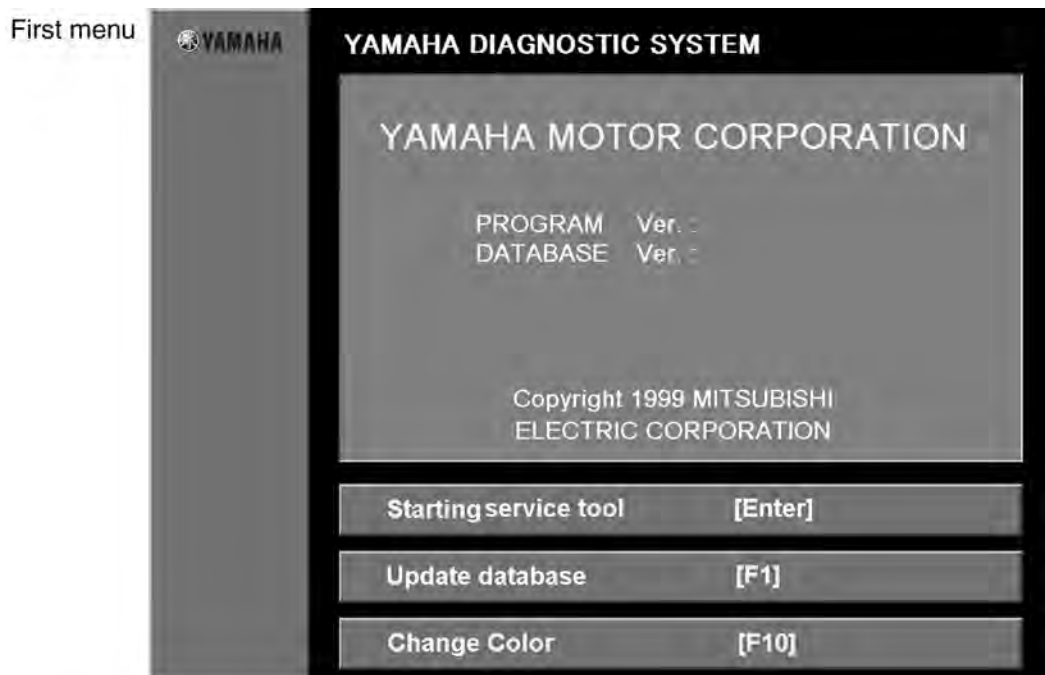 First menu
YAMAHA
YAMAHA DIAGNOSTIC SYSTEM
YAMAHA MOTOR CORPORATION
PROGRAM Ver. :
DATABASE Ver. :
Copyright 1999 MITSUBISHI
ELECTRIC CORPORATION
Starting service tool [Enter]
Update database [F1]
Change Color [F10]